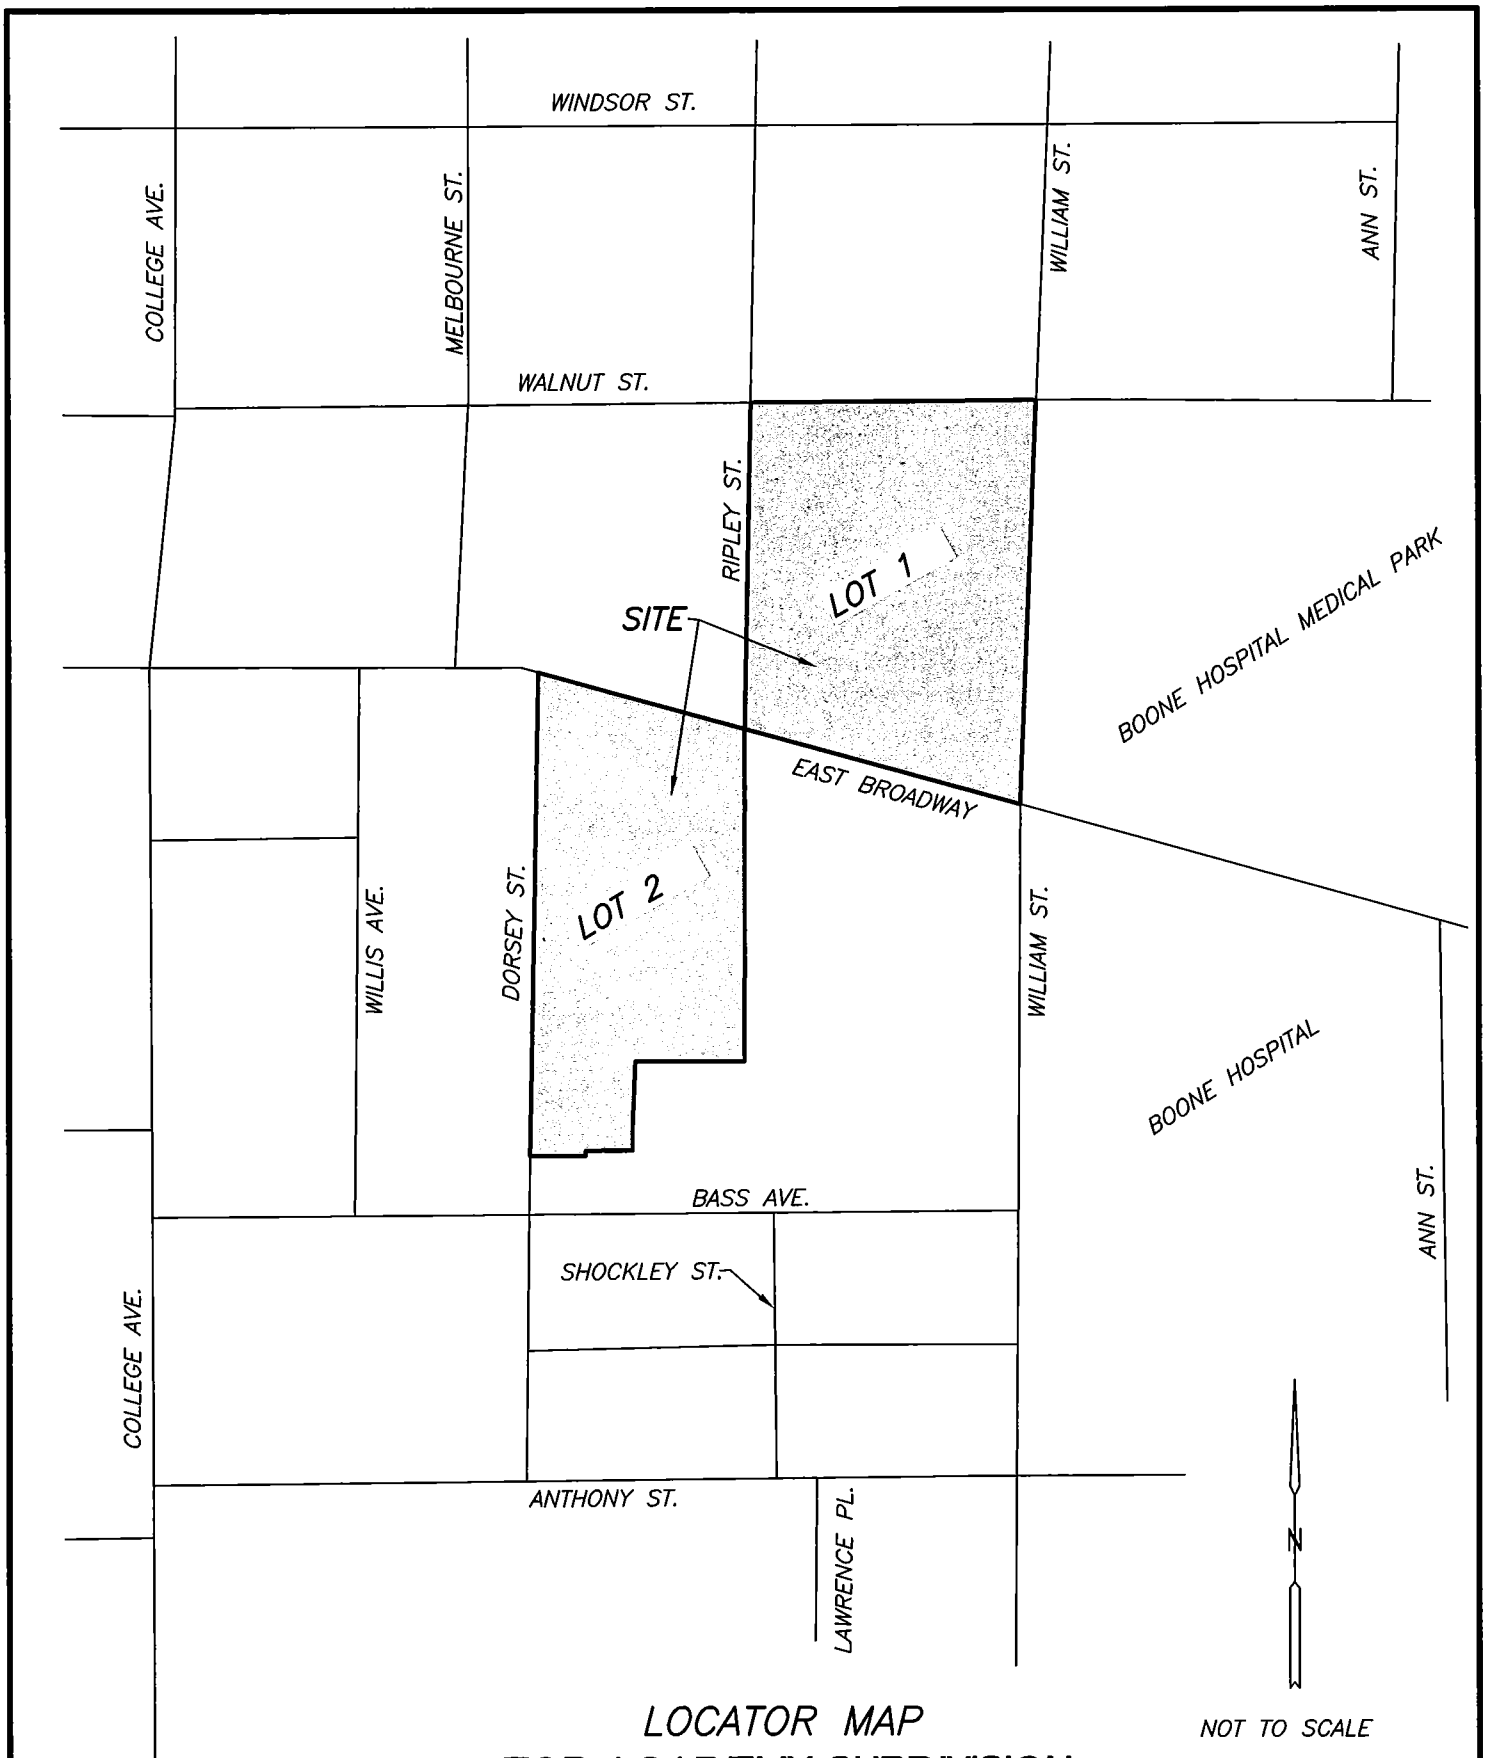 WINDSOR ST.
COLLEGE AVE.
MELBOURNE ST.
WILLIAM ST.
ANN ST.
WALNUT ST.
RIPLEY ST.
LOT 1
SITE
BOONE HOSPITAL MEDICAL PARK
EAST BROADWAY
LOT 2
DORSEY ST.
WILLIS AVE.
WILLIAM ST.
BOONE HOSPITAL
BASS AVE.
ANN ST.
SHOCKLEY ST.
COLLEGE AVE.
ANTHONY ST.
LAWRENCE PL.
N
LOCATOR MAP
NOT TO SCALE